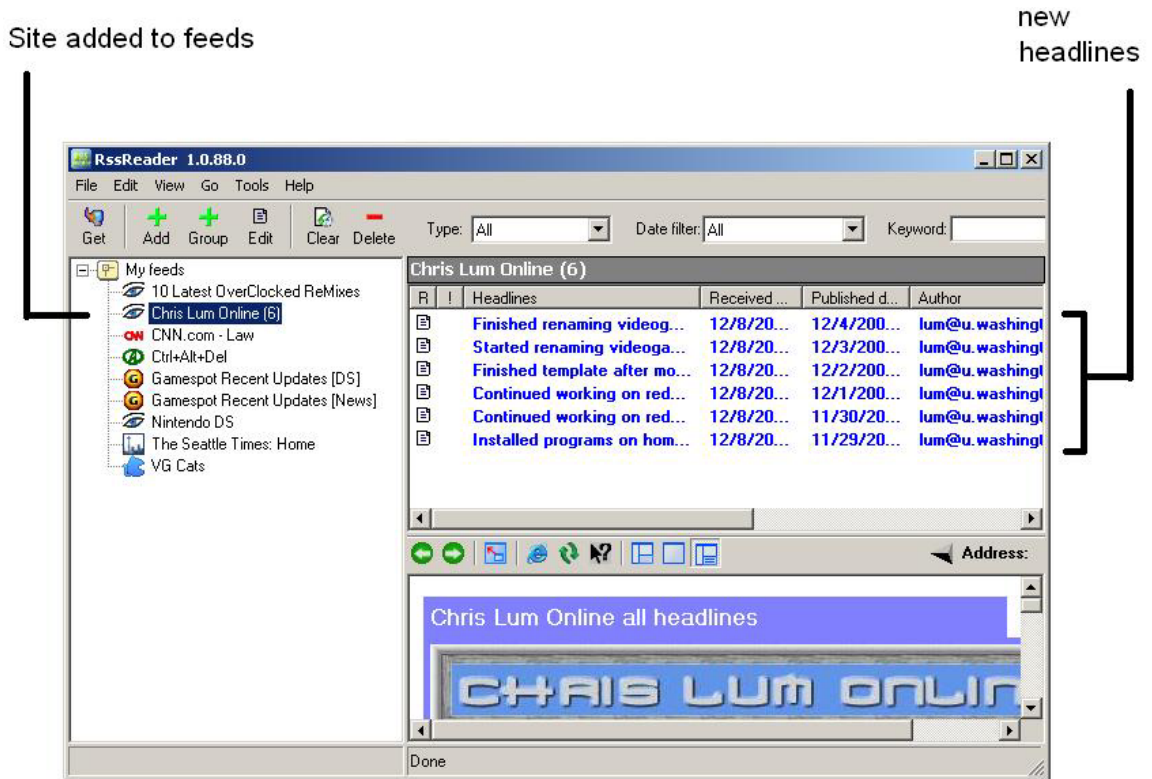 new
headlines
Site added to feeds
RssReader 1.0.88.0
File Edit View Go Tools Help
Get Add Group Edit Clear Delete Type: All Date filter: All Keyword:
My feeds
10 Latest OverClocked ReMixes
Chris Lum Online (6)
CNN.com - Law
Ctrl+Alt+Del
Gamespot Recent Updates [DS]
Gamespot Recent Updates [News]
Nintendo DS
The Seattle Times: Home
VG Cats
Chris Lum Online (6)
R ! Headlines Received ... Published d... Author
Finished renaming videog... 12/8/20... 12/4/200... lum@u.washingt
Started renaming videoga... 12/8/20... 12/3/200... lum@u.washingt
Finished template after mo... 12/8/20... 12/2/200... lum@u.washingt
Continued working on red... 12/8/20... 12/1/200... lum@u.washingt
Continued working on red... 12/8/20... 11/30/20... lum@u.washingt
Installed programs on hom... 12/8/20... 11/29/20... lum@u.washingt
Address:
Chris Lum Online all headlines
CHRIS LUM ONLIN
Done